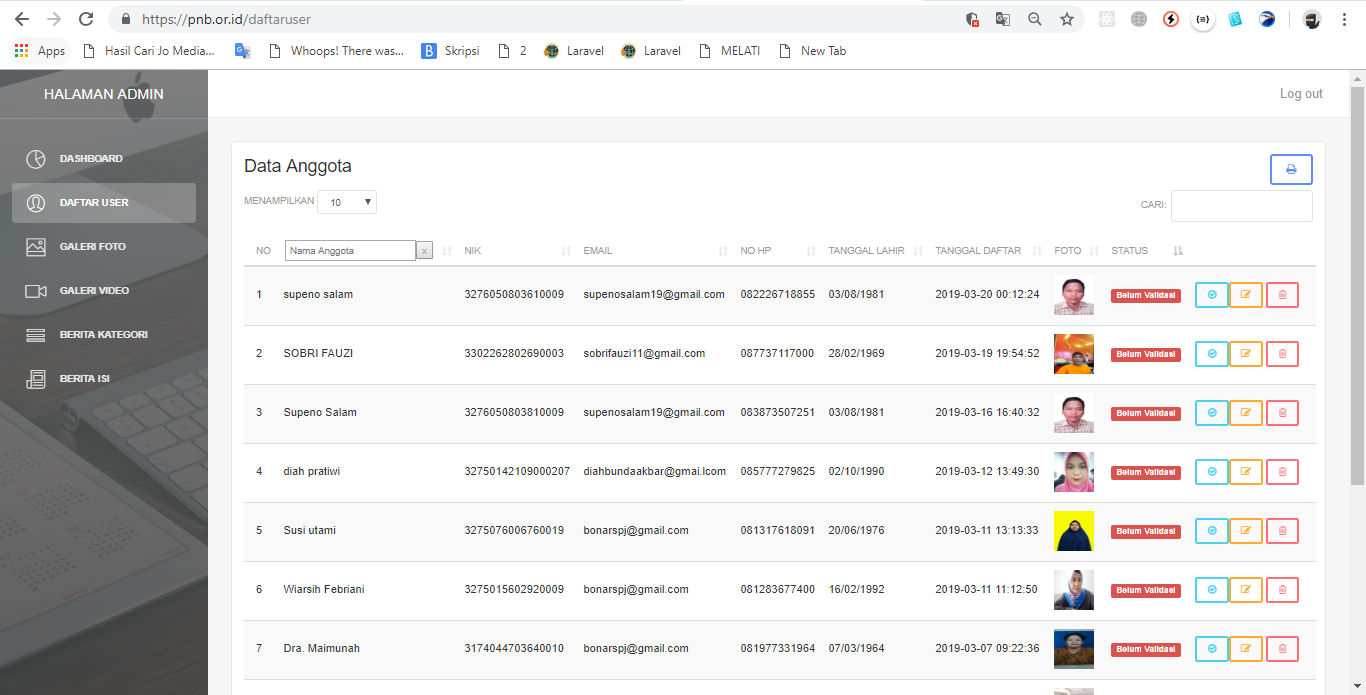 https://pnb.or.id/daftaruser
Apps Hasil Cari Jo Media... Whoops! There was... B Skripsi 2 Laravel Laravel MELATI New Tab
HALAMAN ADMIN
Log out
DASHBOARD
DAFTAR USER
GALERI FOTO
GALERI VIDEO
BERITA KATEGORI
BERITA ISI
Data Anggota
MENAMPILKAN 10
CARI:
NO Nama Anggota x NIK EMAIL NO HP TANGGAL LAHIR TANGGAL DAFTAR FOTO STATUS
1 supeno salam 3276050803610009 supenosalam19@gmail.com 082226718855 03/08/1981 2019-03-20 00:12:24 Belum Validasi
2 SOBRI FAUZI 3302262802690003 sobrifauzi11@gmail.com 087737117000 28/02/1969 2019-03-19 19:54:52 Belum Validasi
3 Supeno Salam 3276050803810009 supenosalam19@gmail.com 083873507251 03/08/1981 2019-03-16 16:40:32 Belum Validasi
4 diah pratiwi 32750142109000207 diahbundaakbar@gmai.lcom 085777279825 02/10/1990 2019-03-12 13:49:30 Belum Validasi
5 Susi utami 3275076006760019 bonarspj@gmail.com 081317618091 20/06/1976 2019-03-11 13:13:33 Belum Validasi
6 Wiarsih Febriani 3275015602920009 bonarspj@gmail.com 081283677400 16/02/1992 2019-03-11 11:12:50 Belum Validasi
7 Dra. Maimunah 3174044703640010 bonarspj@gmail.com 081977331964 07/03/1964 2019-03-07 09:22:36 Belum Validasi